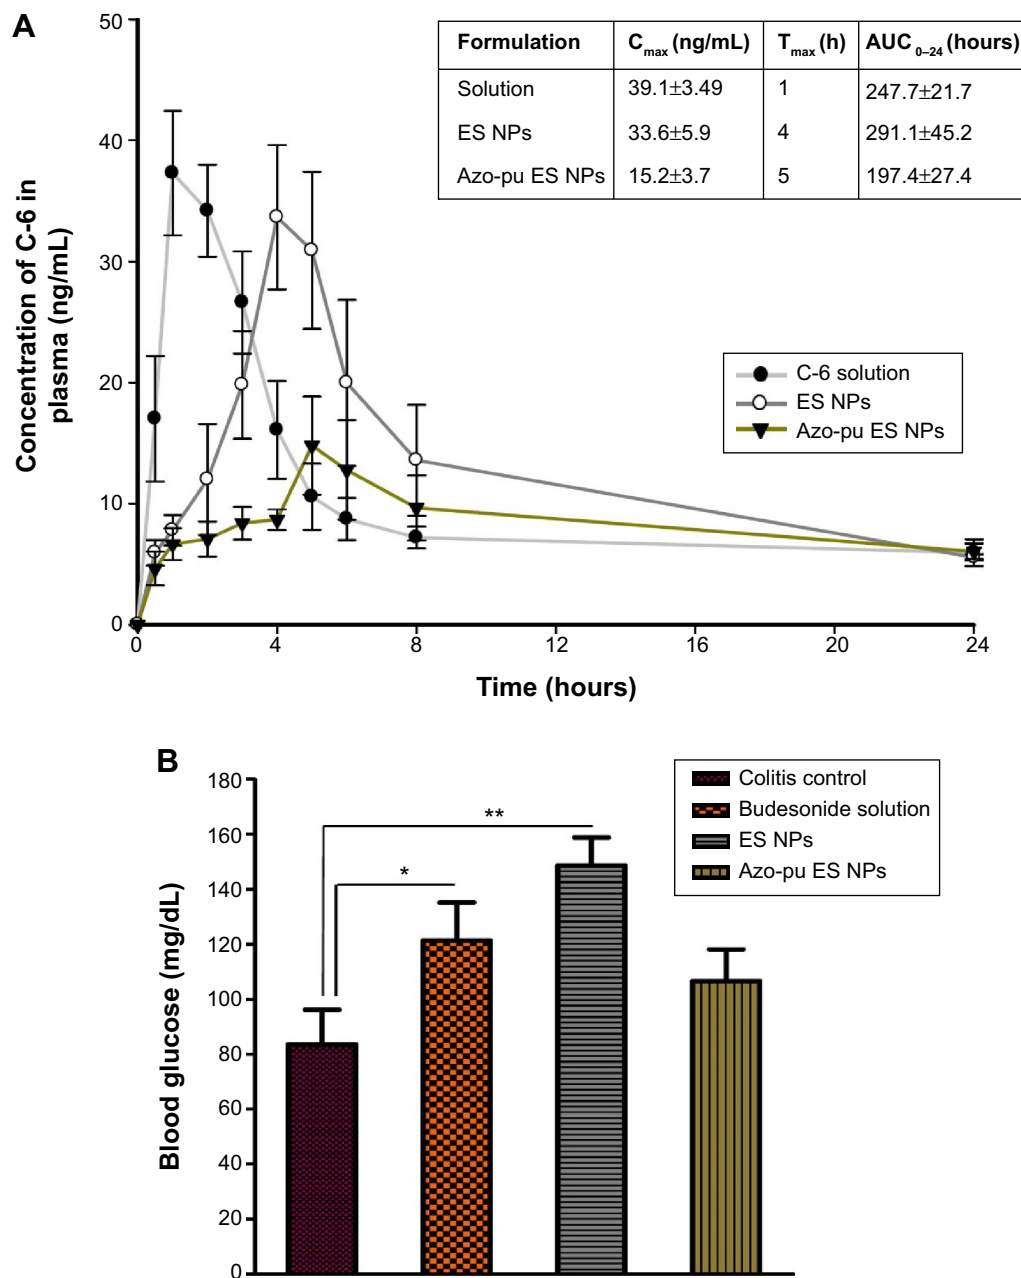 A
50
40
30
20
10
0
Concentration of C-6 in
plasma (ng/mL)
Formulation C max (ng/mL) T max (h) AUC 0–24 (hours)
Solution 39.1±3.49 1 247.7±21.7
ES NPs 33.6±5.9 4 291.1±45.2
Azo-pu ES NPs 15.2±3.7 5 197.4±27.4
C-6 solution
ES NPs
Azo-pu ES NPs
0 4 8 12 16 20 24
Time (hours)
B
180
160
140
120
100
80
60
40
20
0
Blood glucose (mg/dL)
**
*
Colitis control
Budesonide solution
ES NPs
Azo-pu ES NPs